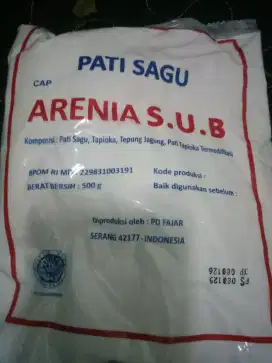 PATI SAGU
CAP
ARENIA S.U.B
Komposisi : Pati Sagu, Tapioka, Tepung Jagung, Pati Tapioka Termodifikasi
BPOM RI MD : 229831003191
Kode produksi :
BERAT BERSIH : 500 g
Baik digunakan sebelum :
Diproduksi oleh : PD FAJAR
SERANG 42177 - INDONESIA